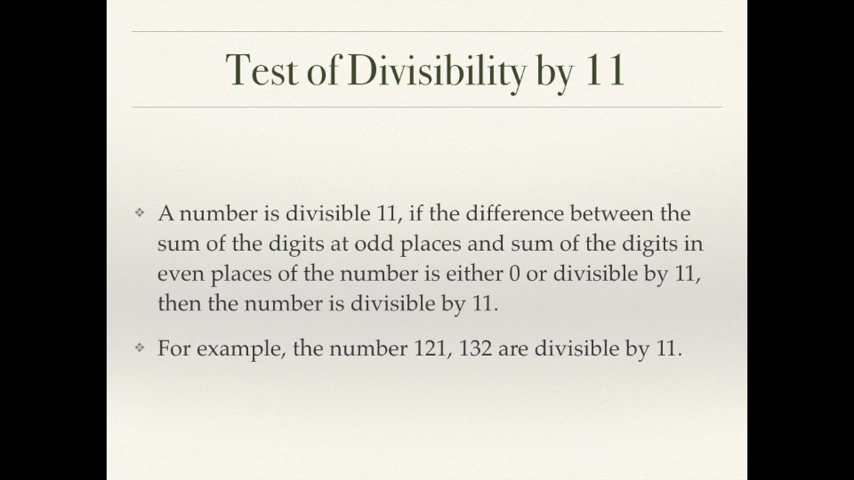 Test of Divisibility by 11
A number is divisible 11, if the difference between the
sum of the digits at odd places and sum of the digits in
even places of the number is either 0 or divisible by 11,
then the number is divisible by 11.
For example, the number 121, 132 are divisible by 11.